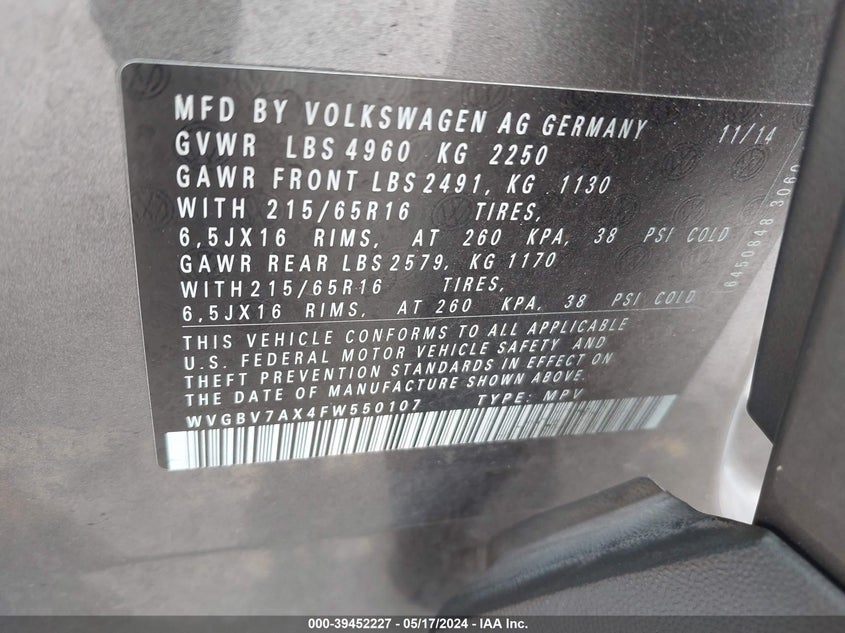 MFD BY VOLKSWAGEN AG GERMANY 11/14
GVWR LBS 4960 KG 2250
GAWR FRONT LBS 2491, KG 1130
WITH 215/65R16 TIRES,
6,5JX16 RIMS, AT 260 KPA, 38 PSI COLD
GAWR REAR LBS 2579, KG 1170
WITH 215/65R16 TIRES,
6,5JX16 RIMS, AT 260 KPA, 38 PSI COLD
THIS VEHICLE CONFORMS TO ALL APPLICABLE
U.S. FEDERAL MOTOR VEHICLE SAFETY AND
THEFT PREVENTION STANDARDS IN EFFECT ON
THE DATE OF MANUFACTURE SHOWN ABOVE.
WVGBV7AX4FW550107 TYPE: MPV
6450848 3060
000-39452227 - 05/17/2024 - IAA Inc.